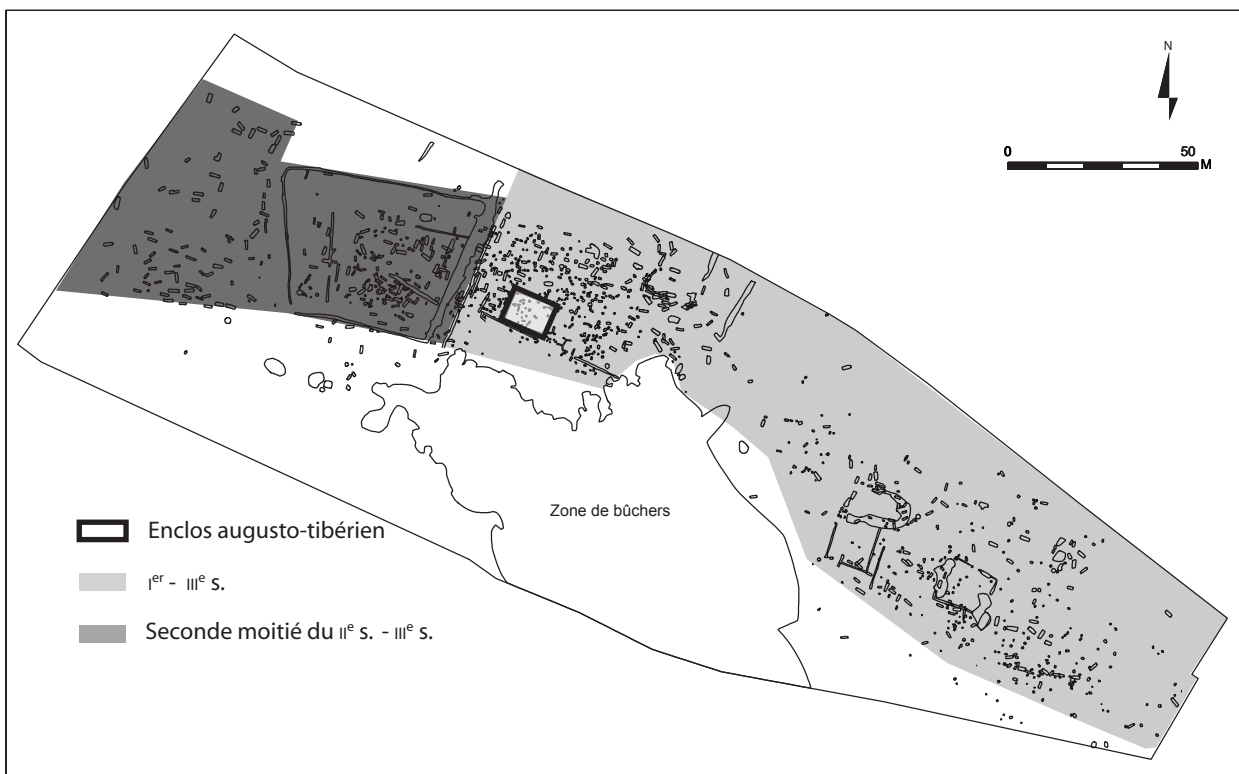 N
0 50
M
Zone de bûchers
Enclos augusto-tibérien
Iᵉʳ - IIIᵉ s.
Seconde moitié du IIᵉ s. - IIIᵉ s.